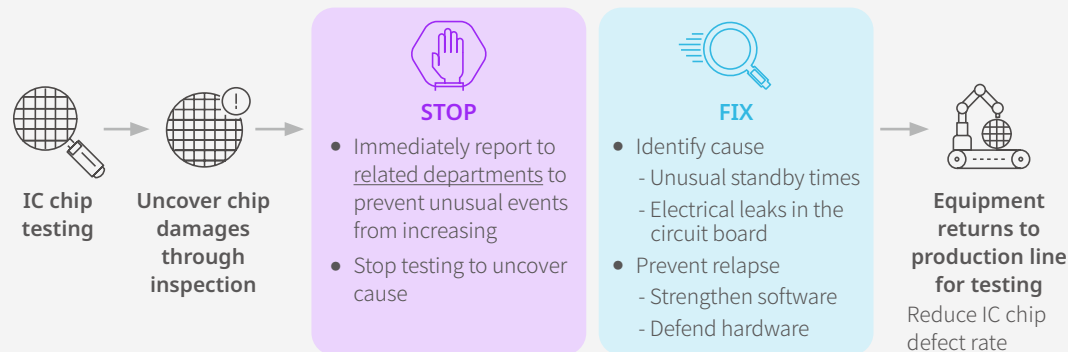 IC chip
testing
Uncover chip
damages
through
inspection
STOP
• Immediately report to
related departments to
prevent unusual events
from increasing
• Stop testing to uncover
cause
FIX
• Identify cause
- Unusual standby times
- Electrical leaks in the
circuit board
• Prevent relapse
- Strengthen software
- Defend hardware
Equipment
returns to
production line
for testing
Reduce IC chip
defect rate